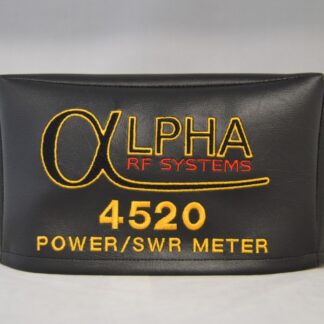 αLPHA
RF SYSTEMS
4520
POWER/SWR METER